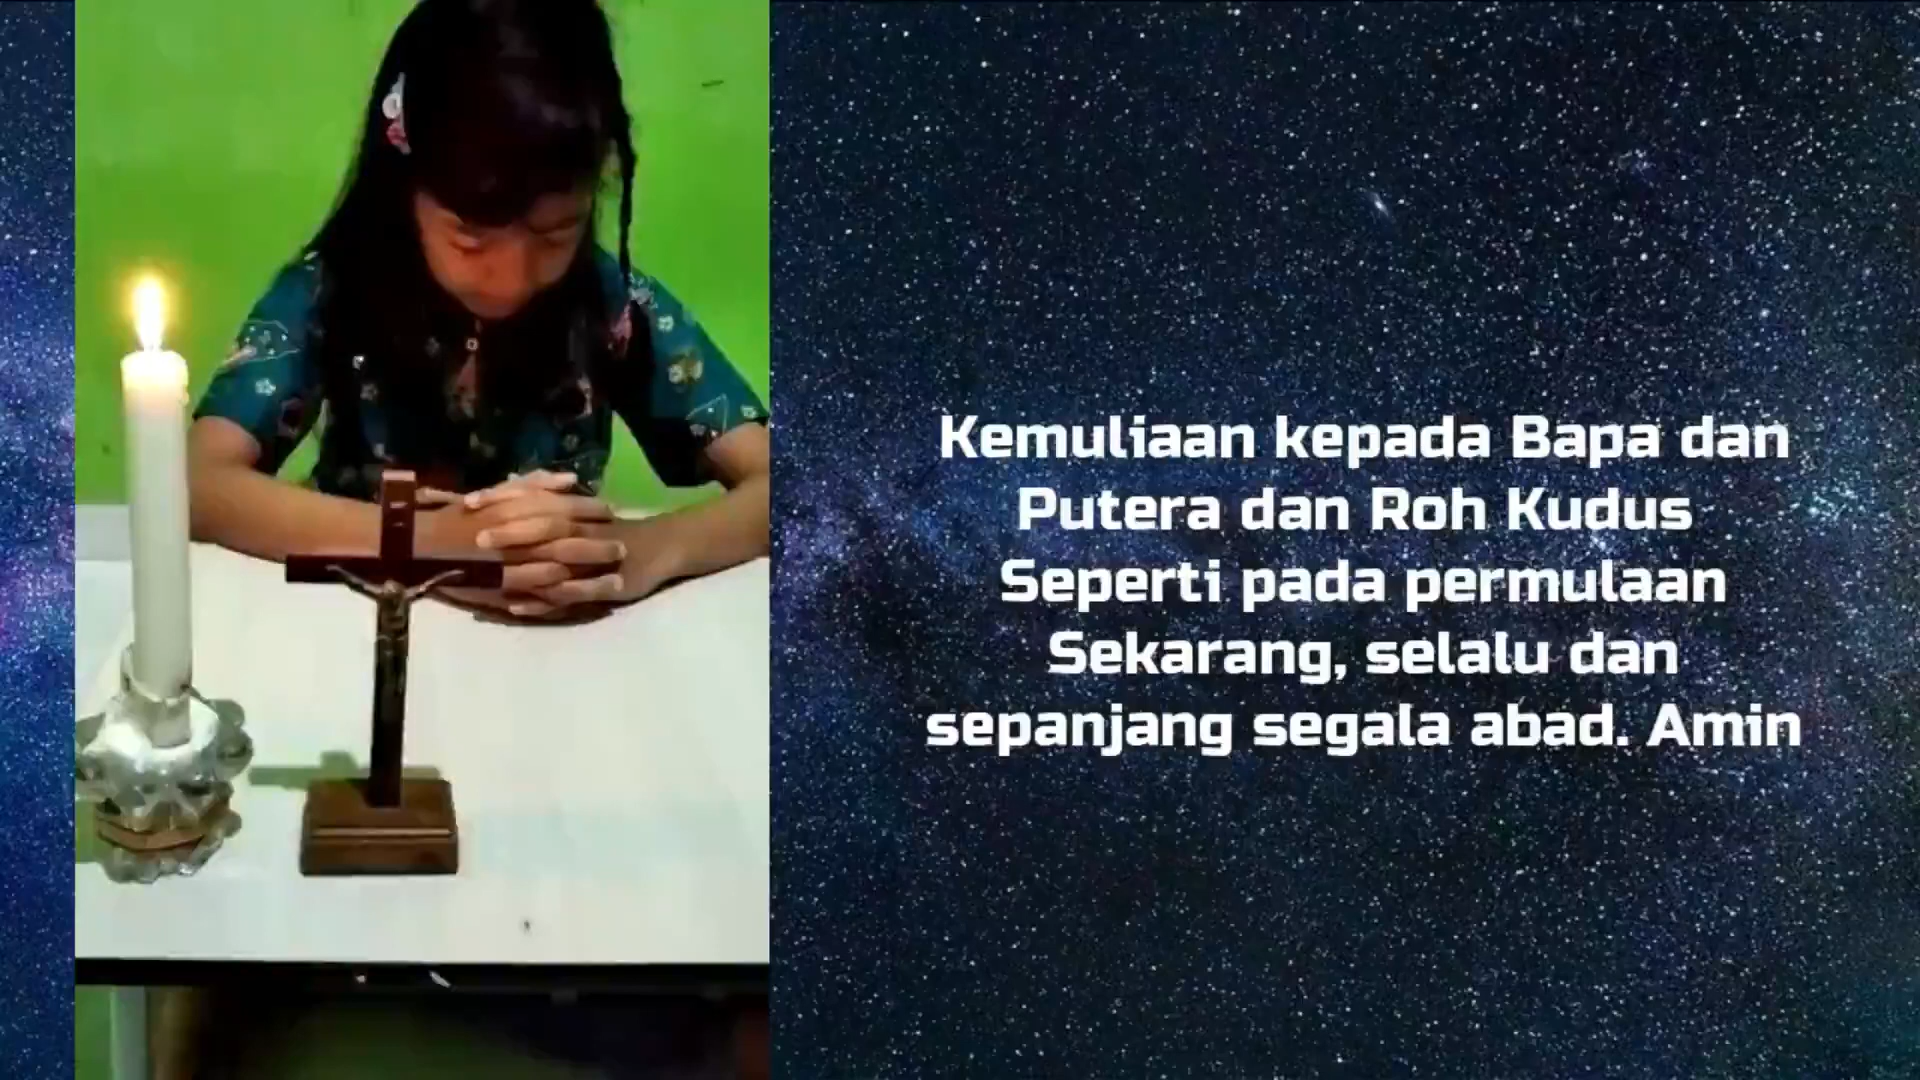 Kemuliaan kepada Bapa dan
Putera dan Roh Kudus
Seperti pada permulaan
Sekarang, selalu dan
sepanjang segala abad. Amin